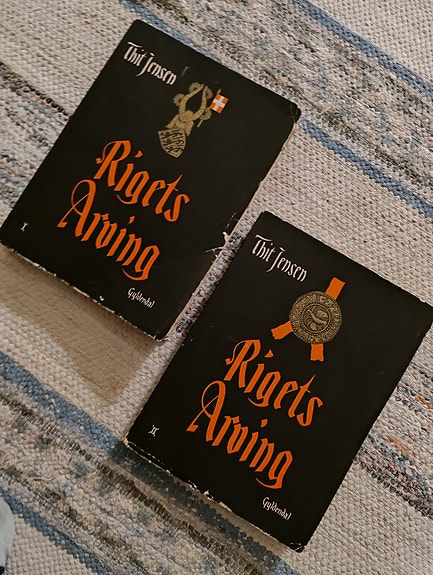 Thit Jensen
Rigets
Arving
I
Gyldendal
Thit Jensen
Rigets
Arving
II
Gyldendal